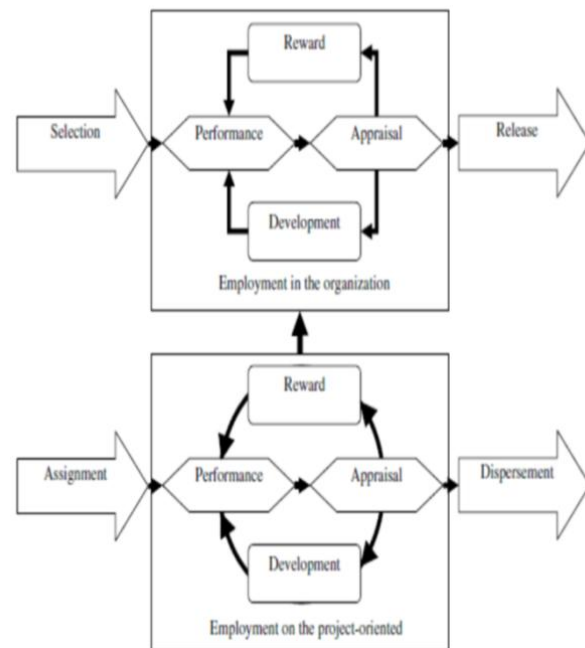 Reward
Selection
Performance
Appraisal
Release
Development
Employment in the organization
Reward
Assignment
Performance
Appraisal
Dispersement
Development
Employment on the project-oriented